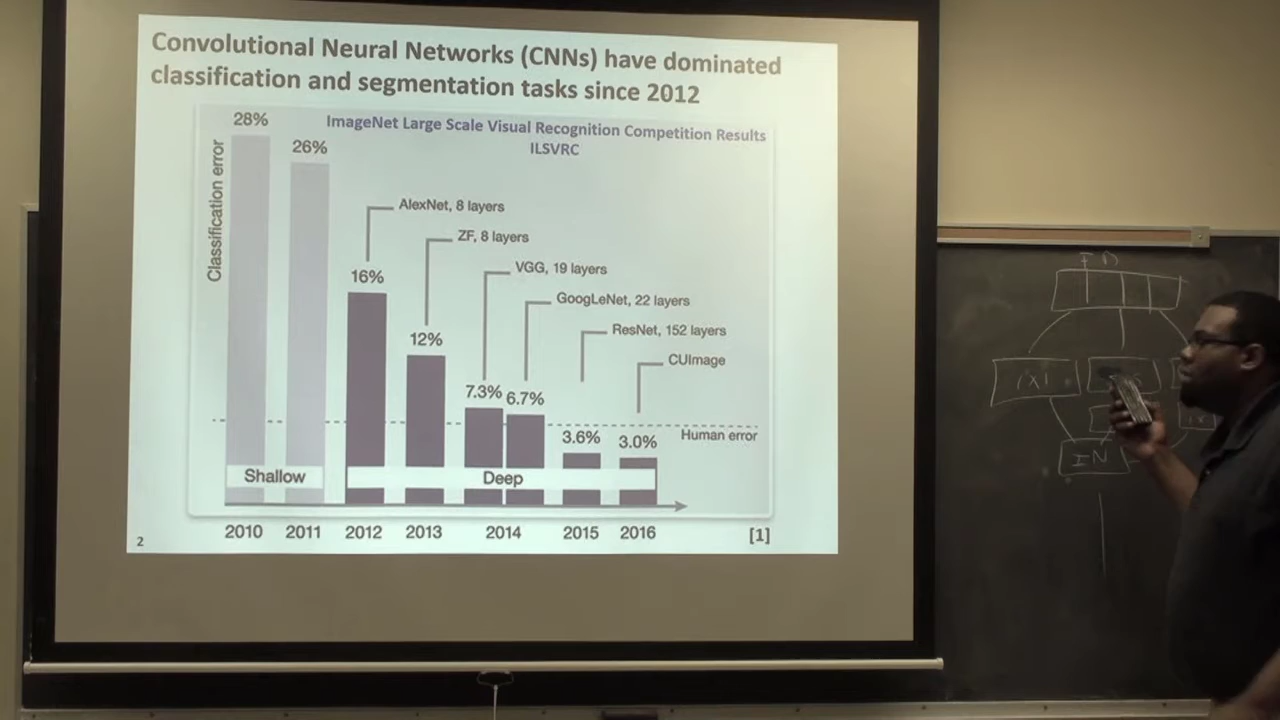 Convolutional Neural Networks (CNNs) have dominated
classification and segmentation tasks since 2012
ImageNet Large Scale Visual Recognition Competition Results
ILSVRC
Classification error
28%
26%
16%
12%
7.3%
6.7%
3.6%
3.0%
AlexNet, 8 layers
ZF, 8 layers
VGG, 19 layers
GoogLeNet, 22 layers
ResNet, 152 layers
CUImage
Human error
Shallow
Deep
2010 2011 2012 2013 2014 2015 2016
[1]
2
1x1
IN